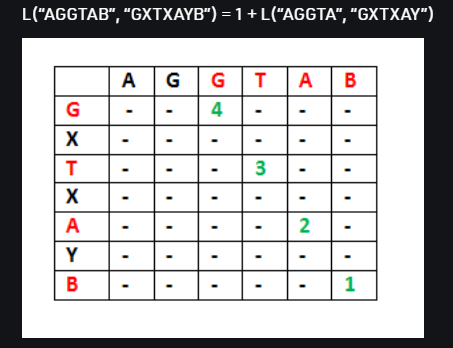 L(“AGGTAB”, “GXTXAYB”) = 1 + L(“AGGTA”, “GXTXAY”)
A G G T A B
G - - 4 - - -
X - - - - - -
T - - - 3 - -
X - - - - - -
A - - - - 2 -
Y - - - - - -
B - - - - - 1